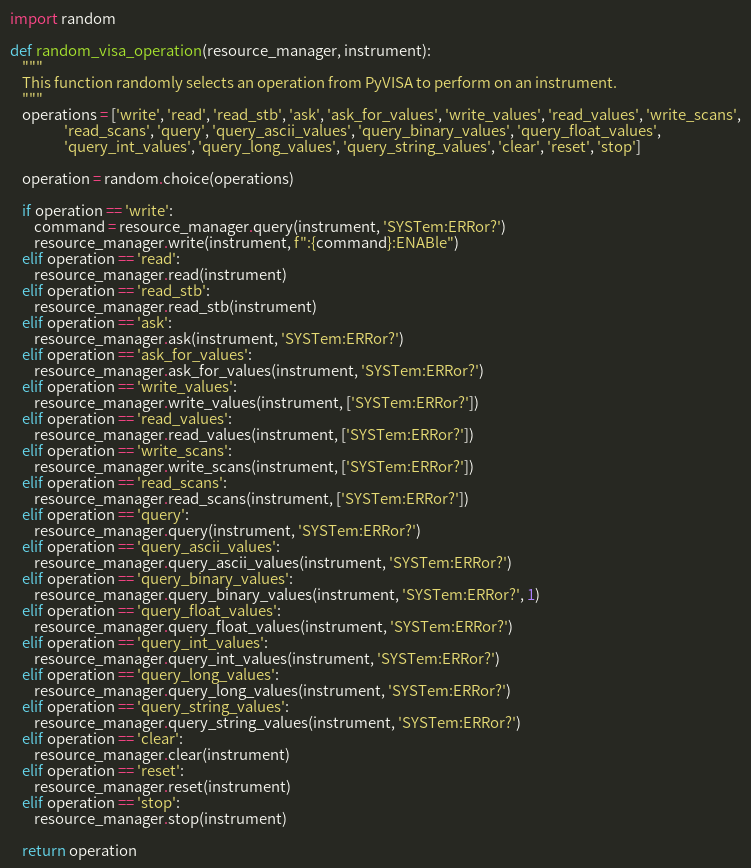 import random
def random_visa_operation(resource_manager, instrument):
"""
This function randomly selects an operation from PyVISA to perform on an instrument.
"""
operations = ['write', 'read', 'read_stb', 'ask', 'ask_for_values', 'write_values', 'read_values', 'write_scans',
'read_scans', 'query', 'query_ascii_values', 'query_binary_values', 'query_float_values',
'query_int_values', 'query_long_values', 'query_string_values', 'clear', 'reset', 'stop']
operation = random.choice(operations)
if operation == 'write':
command = resource_manager.query(instrument, 'SYSTem:ERRor?')
resource_manager.write(instrument, f":{command}:ENABle")
elif operation == 'read':
resource_manager.read(instrument)
elif operation == 'read_stb':
resource_manager.read_stb(instrument)
elif operation == 'ask':
resource_manager.ask(instrument, 'SYSTem:ERRor?')
elif operation == 'ask_for_values':
resource_manager.ask_for_values(instrument, 'SYSTem:ERRor?')
elif operation == 'write_values':
resource_manager.write_values(instrument, ['SYSTem:ERRor?'])
elif operation == 'read_values':
resource_manager.read_values(instrument, ['SYSTem:ERRor?'])
elif operation == 'write_scans':
resource_manager.write_scans(instrument, ['SYSTem:ERRor?'])
elif operation == 'read_scans':
resource_manager.read_scans(instrument, ['SYSTem:ERRor?'])
elif operation == 'query':
resource_manager.query(instrument, 'SYSTem:ERRor?')
elif operation == 'query_ascii_values':
resource_manager.query_ascii_values(instrument, 'SYSTem:ERRor?')
elif operation == 'query_binary_values':
resource_manager.query_binary_values(instrument, 'SYSTem:ERRor?', 1)
elif operation == 'query_float_values':
resource_manager.query_float_values(instrument, 'SYSTem:ERRor?')
elif operation == 'query_int_values':
resource_manager.query_int_values(instrument, 'SYSTem:ERRor?')
elif operation == 'query_long_values':
resource_manager.query_long_values(instrument, 'SYSTem:ERRor?')
elif operation == 'query_string_values':
resource_manager.query_string_values(instrument, 'SYSTem:ERRor?')
elif operation == 'clear':
resource_manager.clear(instrument)
elif operation == 'reset':
resource_manager.reset(instrument)
elif operation == 'stop':
resource_manager.stop(instrument)
return operation